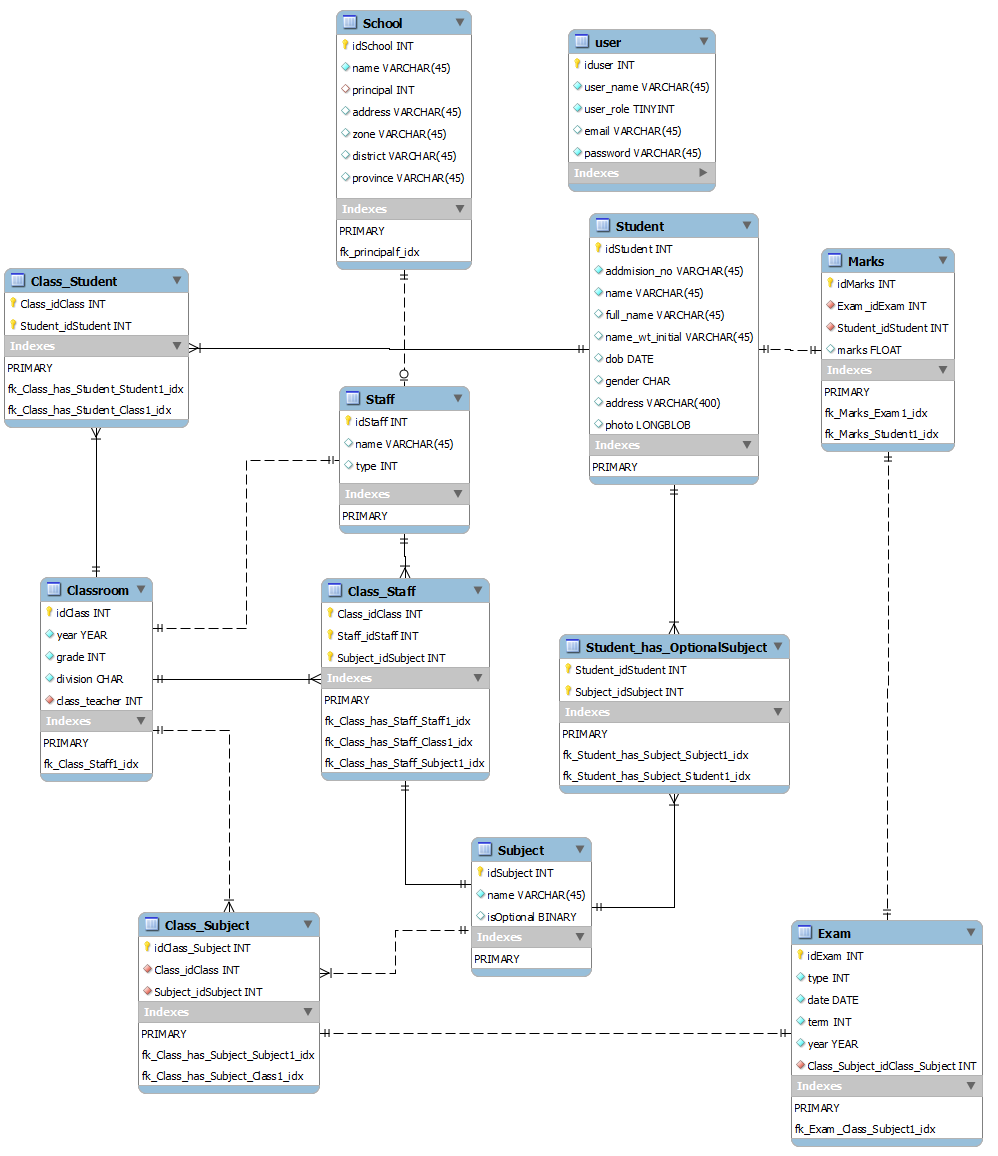 School
idSchool INT
name VARCHAR(45)
principal INT
address VARCHAR(45)
zone VARCHAR(45)
district VARCHAR(45)
province VARCHAR(45)
Indexes
PRIMARY
fk_principalf_idx
user
iduser INT
user_name VARCHAR(45)
user_role TINYINT
email VARCHAR(45)
password VARCHAR(45)
Indexes
Student
idStudent INT
addmision_no VARCHAR(45)
name VARCHAR(45)
full_name VARCHAR(45)
name_wt_initial VARCHAR(45)
dob DATE
gender CHAR
address VARCHAR(400)
photo LONGBLOB
Indexes
PRIMARY
Marks
idMarks INT
Exam_idExam INT
Student_idStudent INT
marks FLOAT
Indexes
PRIMARY
fk_Marks_Exam1_idx
fk_Marks_Student1_idx
Class_Student
Class_idClass INT
Student_idStudent INT
Indexes
PRIMARY
fk_Class_has_Student_Student1_idx
fk_Class_has_Student_Class1_idx
Staff
idStaff INT
name VARCHAR(45)
type INT
Indexes
PRIMARY
Classroom
idClass INT
year YEAR
grade INT
division CHAR
class_teacher INT
Indexes
PRIMARY
fk_Class_Staff1_idx
Class_Staff
Class_idClass INT
Staff_idStaff INT
Subject_idSubject INT
Indexes
PRIMARY
fk_Class_has_Staff_Staff1_idx
fk_Class_has_Staff_Class1_idx
fk_Class_has_Staff_Subject1_idx
Student_has_OptionalSubject
Student_idStudent INT
Subject_idSubject INT
Indexes
PRIMARY
fk_Student_has_Subject_Subject1_idx
fk_Student_has_Subject_Student1_idx
Subject
idSubject INT
name VARCHAR(45)
isOptional BINARY
Indexes
PRIMARY
Class_Subject
idClass_Subject INT
Class_idClass INT
Subject_idSubject INT
Indexes
PRIMARY
fk_Class_has_Subject_Subject1_idx
fk_Class_has_Subject_Class1_idx
Exam
idExam INT
type INT
date DATE
term INT
year YEAR
Class_Subject_idClass_Subject INT
Indexes
PRIMARY
fk_Exam_Class_Subject1_idx